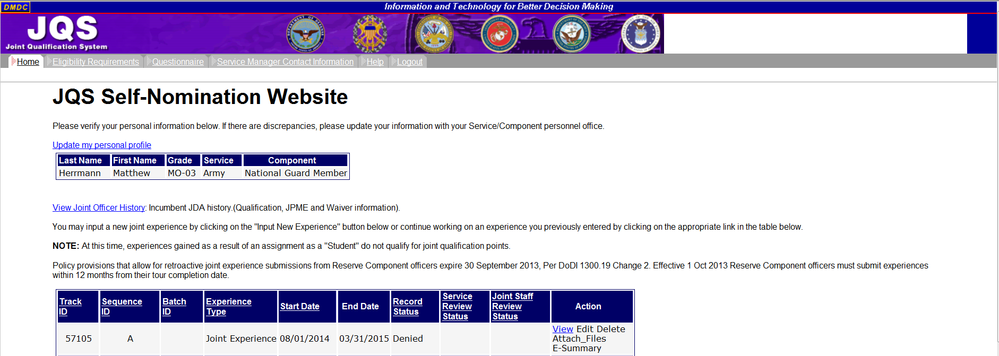 DMDC
Information and Technology for Better Decision Making
JQS
Joint Qualification System
Home Eligibility Requirements Questionnaire Service Manager Contact Information Help Logout
JQS Self-Nomination Website
Please verify your personal information below. If there are discrepancies, please update your information with your Service/Component personnel office.
Update my personal profile
Last Name First Name Grade Service Component
Herrmann Matthew MO-03 Army National Guard Member
View Joint Officer History: Incumbent JDA history.(Qualification, JPME and Waiver information).
You may input a new joint experience by clicking on the "Input New Experience" button below or continue working on an experience you previously entered by clicking on the appropriate link in the table below.
NOTE: At this time, experiences gained as a result of an assignment as a "Student" do not qualify for joint qualification points.
Policy provisions that allow for retroactive joint experience submissions from Reserve Component officers expire 30 September 2013, Per DoDI 1300.19 Change 2. Effective 1 Oct 2013 Reserve Component officers must submit experiences
within 12 months from their tour completion date.
Track ID Sequence ID Batch ID Experience Type Start Date End Date Record Status Service Review Status Joint Staff Review Status Action
57105 A Joint Experience 08/01/2014 03/31/2015 Denied View Edit Delete
Attach_Files
E-Summary